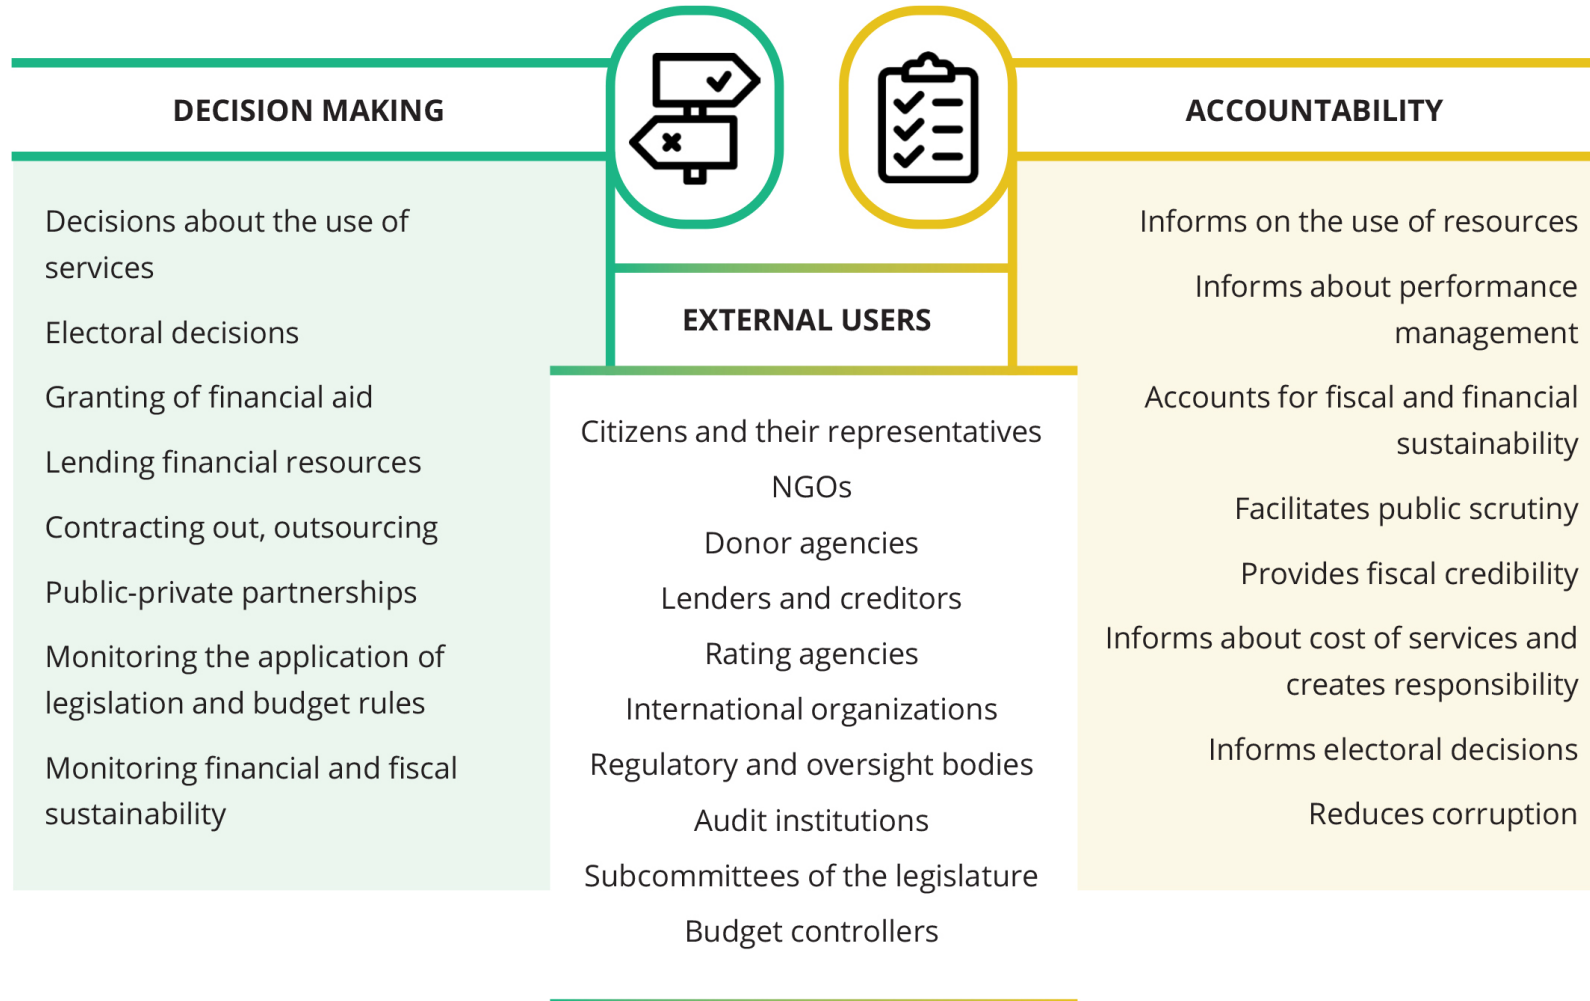 DECISION MAKING
Decisions about the use of
services
Electoral decisions
Granting of financial aid
Lending financial resources
Contracting out, outsourcing
Public-private partnerships
Monitoring the application of
legislation and budget rules
Monitoring financial and fiscal
sustainability
EXTERNAL USERS
Citizens and their representatives
NGOs
Donor agencies
Lenders and creditors
Rating agencies
International organizations
Regulatory and oversight bodies
Audit institutions
Subcommittees of the legislature
Budget controllers
ACCOUNTABILITY
Informs on the use of resources
Informs about performance
management
Accounts for fiscal and financial
sustainability
Facilitates public scrutiny
Provides fiscal credibility
Informs about cost of services and
creates responsibility
Informs electoral decisions
Reduces corruption